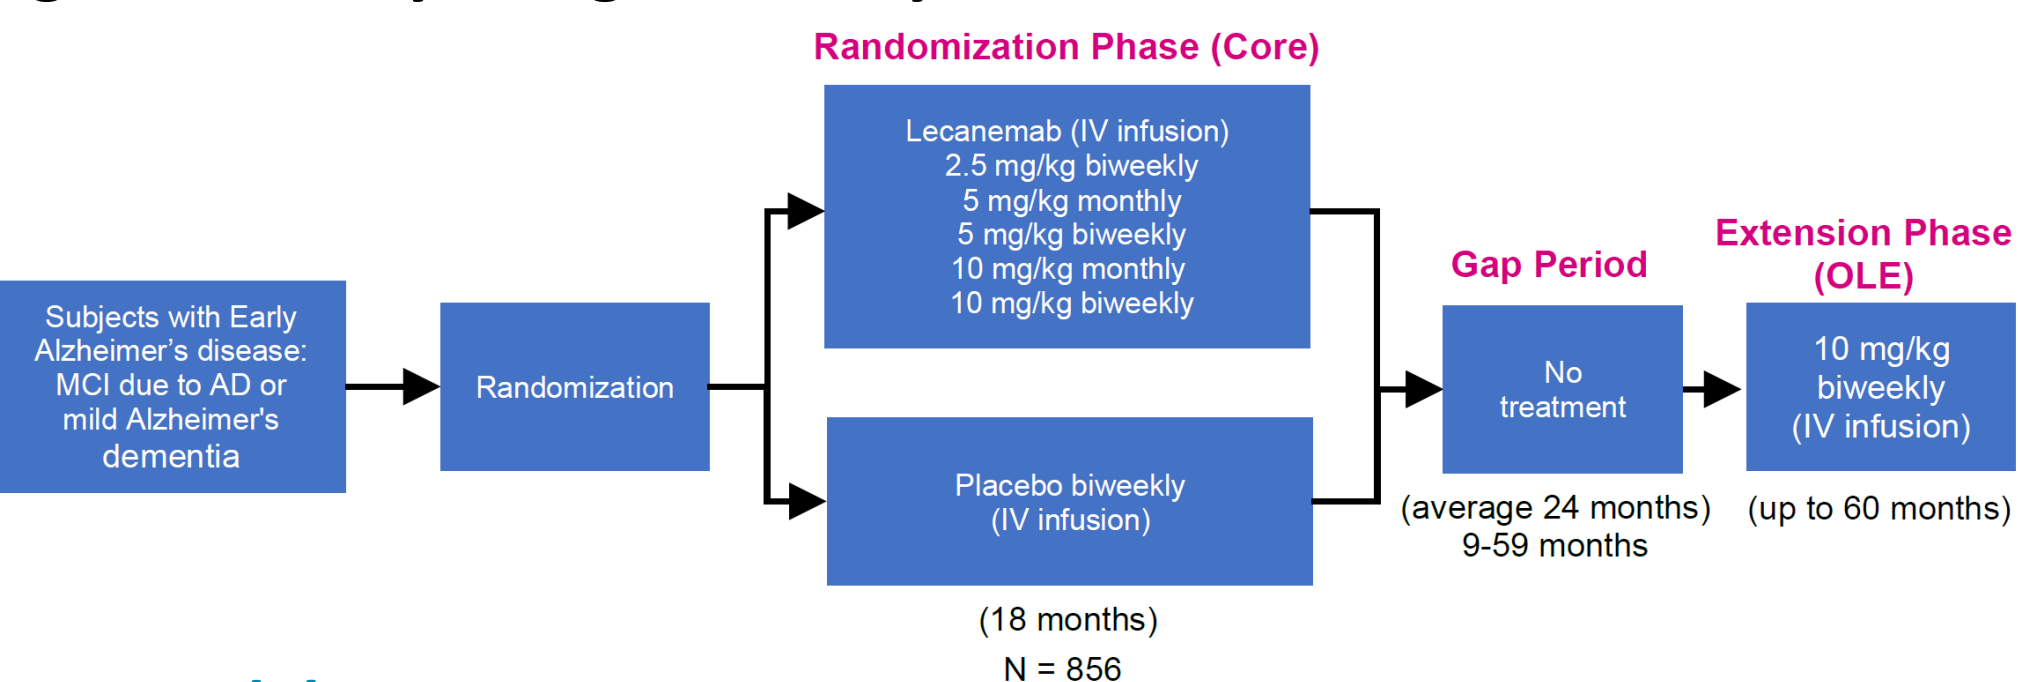 Randomization Phase (Core)
Lecanemab (IV infusion)
2.5 mg/kg biweekly
5 mg/kg monthly
5 mg/kg biweekly
10 mg/kg monthly
10 mg/kg biweekly
Subjects with Early
Alzheimer’s disease:
MCI due to AD or
mild Alzheimer's
dementia
Randomization
Placebo biweekly
(IV infusion)
(18 months)
N = 856
Gap Period
No
treatment
(average 24 months)
9-59 months
Extension Phase
(OLE)
10 mg/kg
biweekly
(IV infusion)
(up to 60 months)